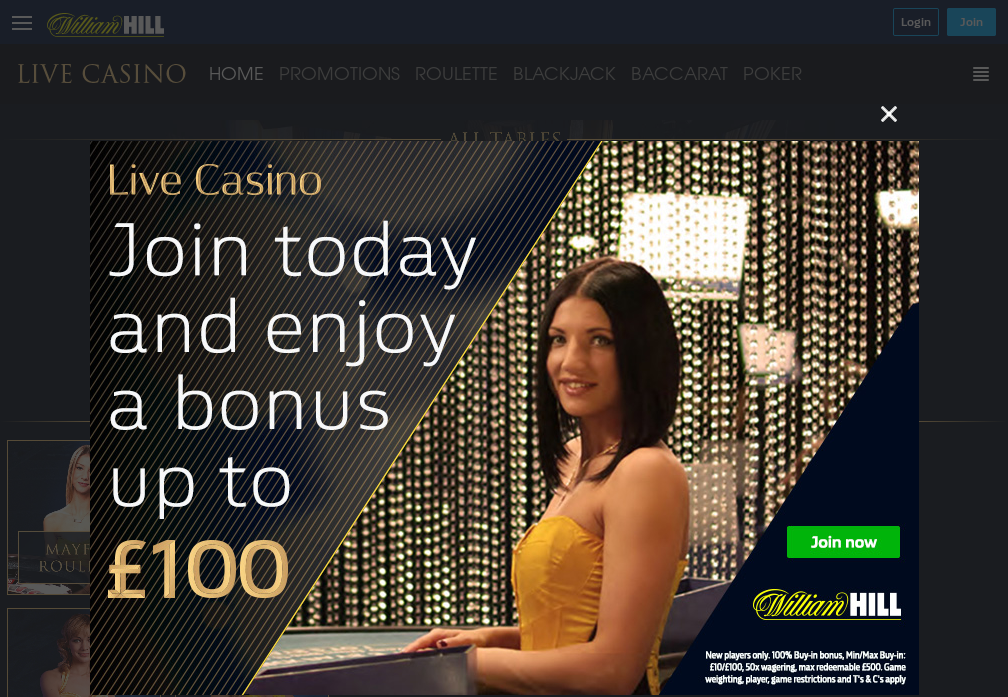 William HILL
Login
Join
LIVE CASINO
HOME PROMOTIONS ROULETTE BLACKJACK BACCARAT POKER
ALL TABLES
Live Casino
Join today
and enjoy
a bonus
up to
£100
Join now
William HILL
New players only. 100% Buy-in bonus, Min/Max Buy-in:
£10/£100, 50x wagering, max redeemable £500. Game
weighting, player, game restrictions and T's & C's apply